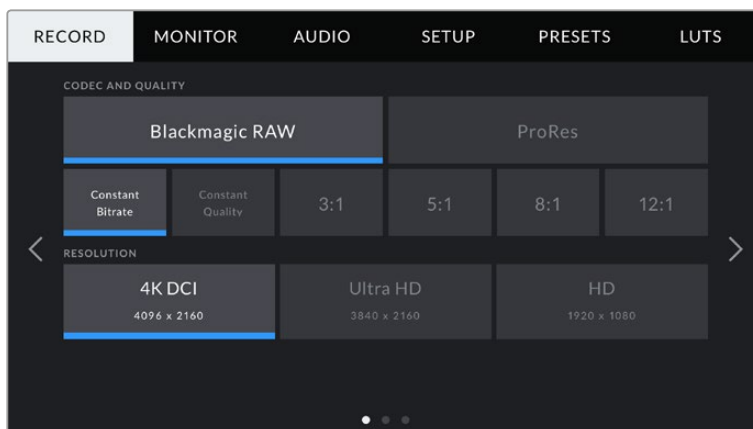 RECORD MONITOR AUDIO SETUP PRESETS LUTS
CODEC AND QUALITY
Blackmagic RAW ProRes
Constant Bitrate Constant Quality 3:1 5:1 8:1 12:1
RESOLUTION
4K DCI Ultra HD HD
4096 x 2160 3840 x 2160 1920 x 1080